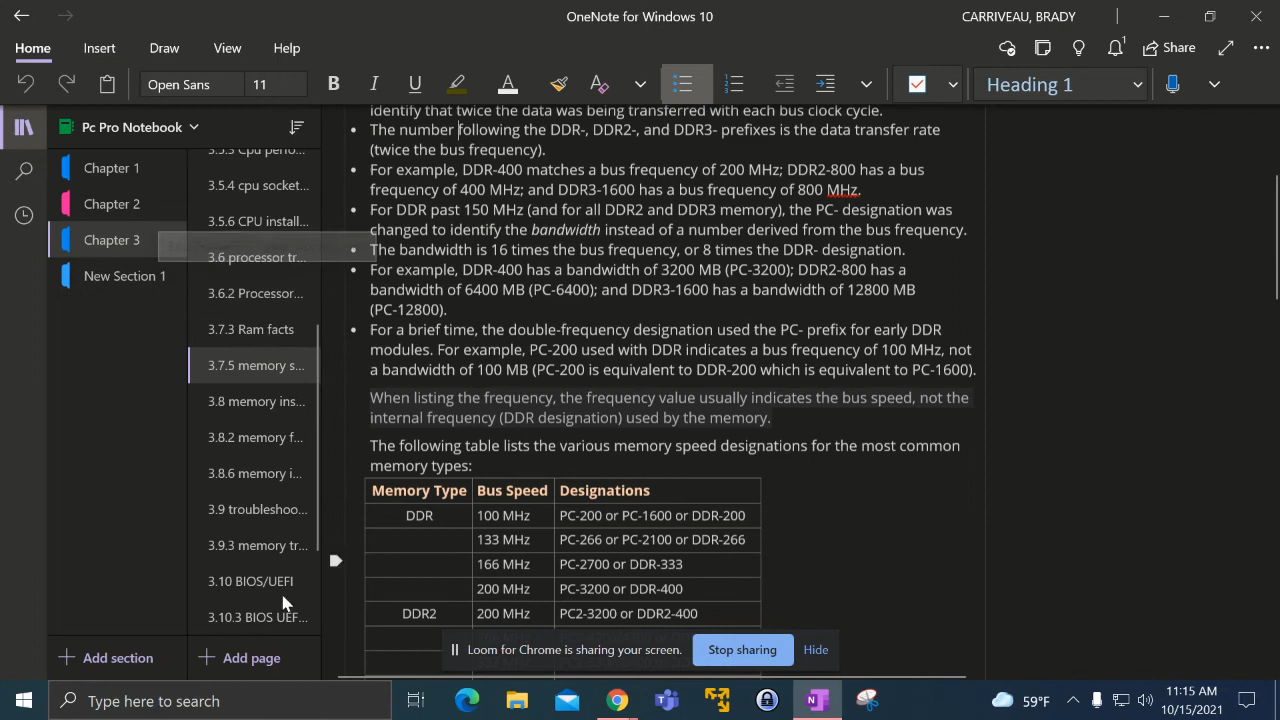 OneNote for Windows 10
CARRIVEAU, BRADY
Home
Insert
Draw
View
Help
Share
Open Sans
11
B
I
U
A
Heading 1
Pc Pro Notebook
Chapter 1
Chapter 2
Chapter 3
New Section 1
3.5.3 Cpu perfo...
3.5.4 cpu socket...
3.5.6 CPU install...
3.6 processor tr...
3.6.2 Processor...
3.7.3 Ram facts
3.7.5 memory s...
3.8 memory ins...
3.8.2 memory f...
3.8.6 memory i...
3.9 troubleshoo...
3.9.3 memory tr...
3.10 BIOS/UEFI
3.10.3 BIOS UEF...
Add section
Add page
identify that twice the data was being transferred with each bus clock cycle.
• The number following the DDR-, DDR2-, and DDR3- prefixes is the data transfer rate
(twice the bus frequency).
• For example, DDR-400 matches a bus frequency of 200 MHz; DDR2-800 has a bus
frequency of 400 MHz; and DDR3-1600 has a bus frequency of 800 MHz.
• For DDR past 150 MHz (and for all DDR2 and DDR3 memory), the PC- designation was
changed to identify the bandwidth instead of a number derived from the bus frequency.
• The bandwidth is 16 times the bus frequency, or 8 times the DDR- designation.
• For example, DDR-400 has a bandwidth of 3200 MB (PC-3200); DDR2-800 has a
bandwidth of 6400 MB (PC-6400); and DDR3-1600 has a bandwidth of 12800 MB
(PC-12800).
• For a brief time, the double-frequency designation used the PC- prefix for early DDR
modules. For example, PC-200 used with DDR indicates a bus frequency of 100 MHz, not
a bandwidth of 100 MB (PC-200 is equivalent to DDR-200 which is equivalent to PC-1600).
When listing the frequency, the frequency value usually indicates the bus speed, not the
internal frequency (DDR designation) used by the memory.
The following table lists the various memory speed designations for the most common
memory types:
Memory Type Bus Speed Designations
DDR 100 MHz PC-200 or PC-1600 or DDR-200
133 MHz PC-266 or PC-2100 or DDR-266
166 MHz PC-2700 or DDR-333
200 MHz PC-3200 or DDR-400
DDR2 200 MHz PC2-3200 or DDR2-400
Loom for Chrome is sharing your screen.
Stop sharing
Hide
Type here to search
59°F
11:15 AM
10/15/2021